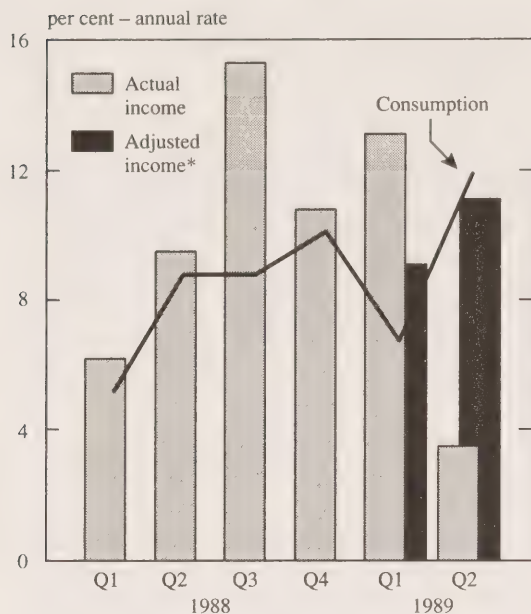 per cent – annual rate
16
Actual
income
Adjusted
income*
Consumption
12
8
4
0
Q1 Q2 Q3 Q4 Q1 Q2
1988 1989